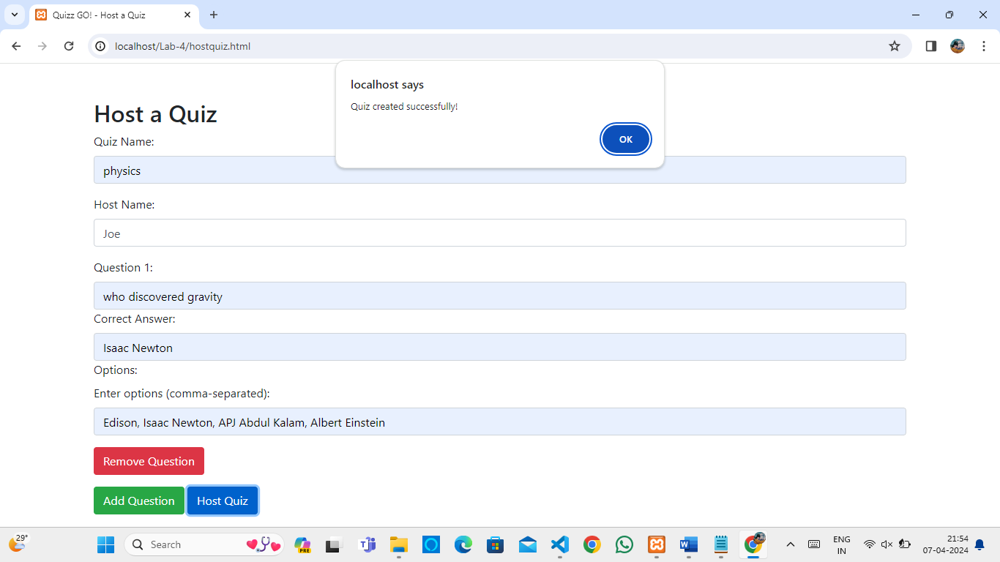 Quizz GO! - Host a Quiz
localhost/Lab-4/hostquiz.html
localhost says
Quiz created successfully!
OK
Host a Quiz
Quiz Name:
physics
Host Name:
Joe
Question 1:
who discovered gravity
Correct Answer:
Isaac Newton
Options:
Enter options (comma-separated):
Edison, Isaac Newton, APJ Abdul Kalam, Albert Einstein
Remove Question
Add Question
Host Quiz
29°
Search
PRE
ENG
IN
21:54
07-04-2024